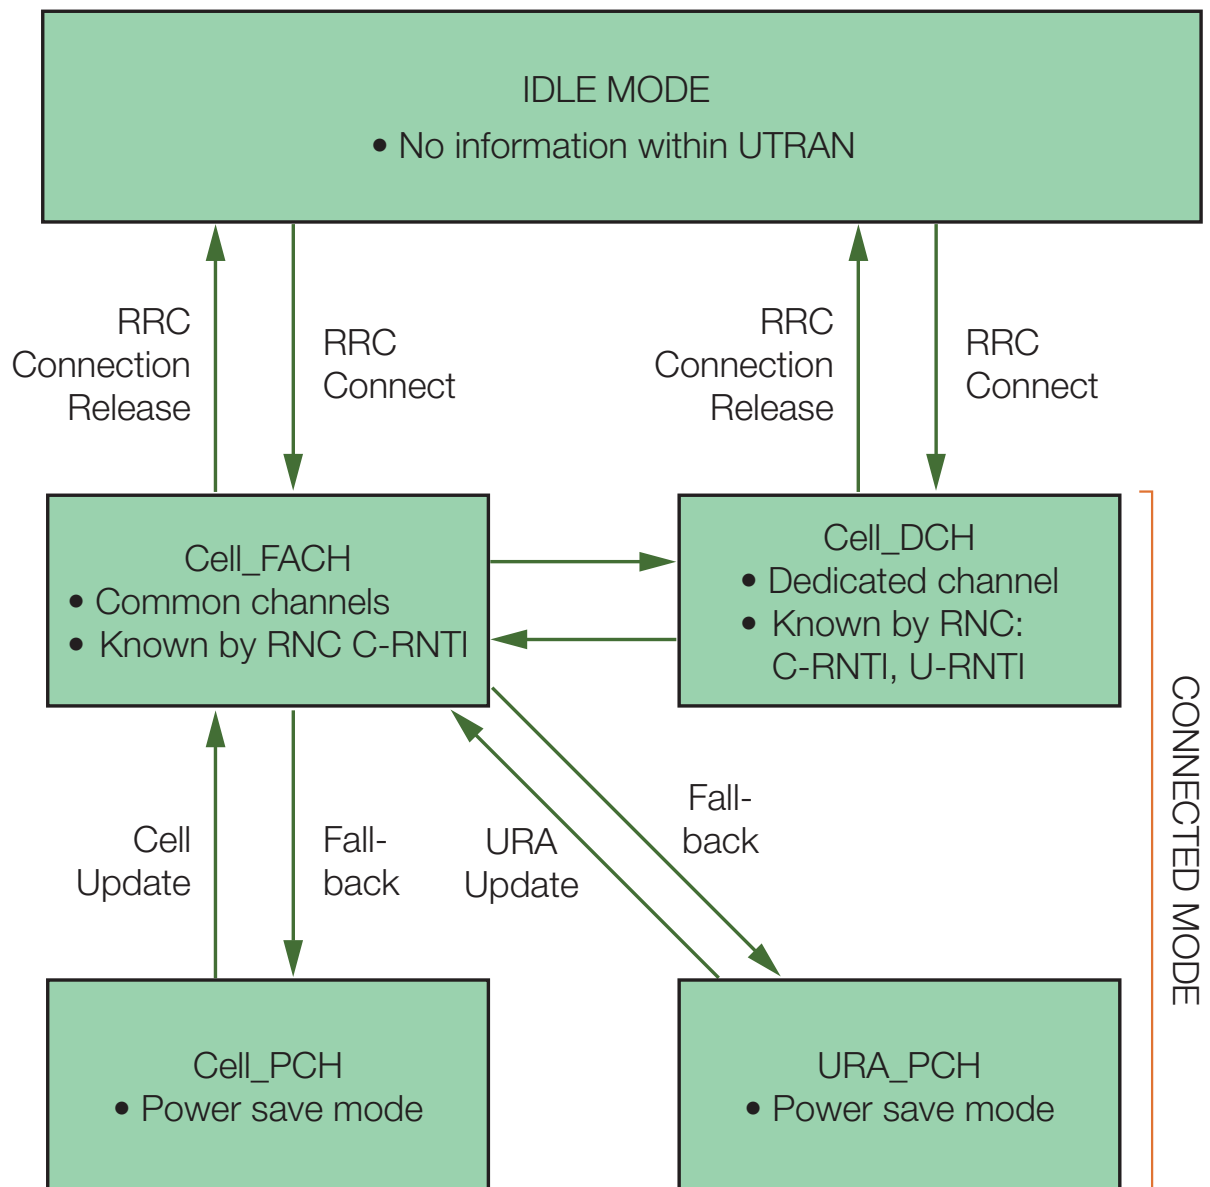 IDLE MODE
• No information within UTRAN
RRC
Connection
Release
RRC
Connect
RRC
Connection
Release
RRC
Connect
Cell_FACH
• Common channels
• Known by RNC C-RNTI
Cell_DCH
• Dedicated channel
• Known by RNC:
C-RNTI, U-RNTI
CONNECTED MODE
Cell
Update
Fall-
back
URA
Update
Fall-
back
Cell_PCH
• Power save mode
URA_PCH
• Power save mode